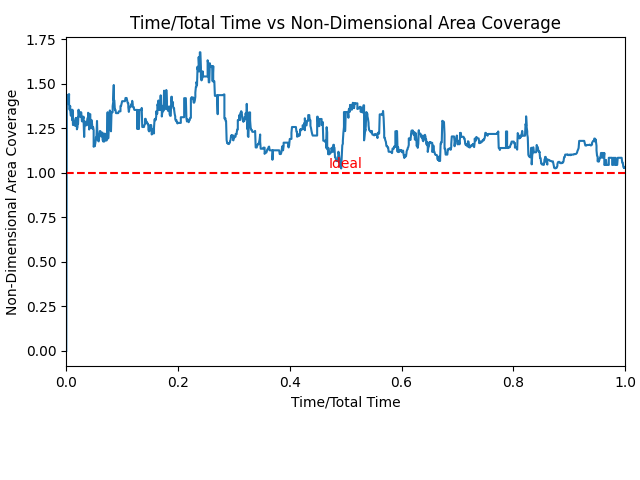 Time/Total Time vs Non-Dimensional Area Coverage
Non-Dimensional Area Coverage
1.75
1.50
1.25
1.00
0.75
0.50
0.25
0.00
Ideal
0.0 0.2 0.4 0.6 0.8 1.0
Time/Total Time